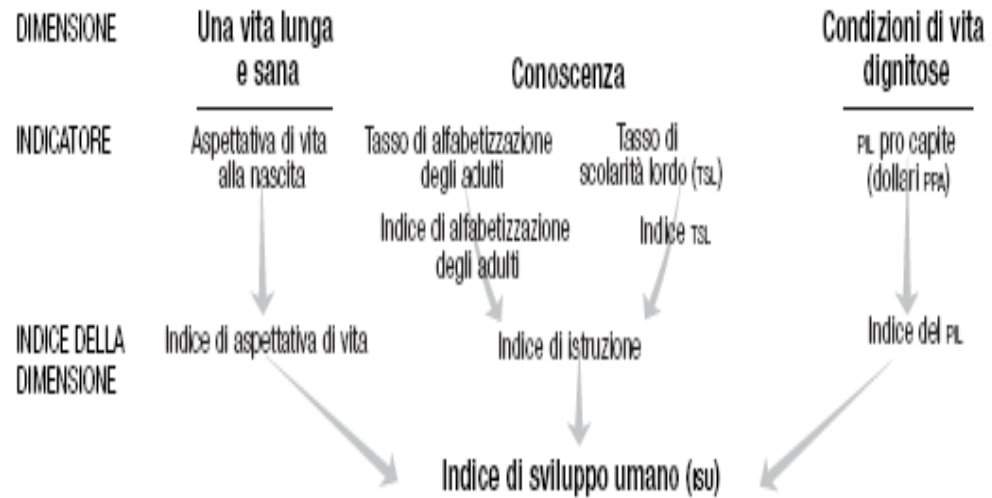 DIMENSIONE
Una vita lunga
e sana
Conoscenza
Condizioni di vita
dignitose
INDICATORE
Aspettativa di vita
alla nascita
Tasso di alfabetizzazione
degli adulti
Tasso di
scolarità lordo (TSL)
PIL pro capite
(dollari PPA)
Indice di alfabetizzazione
degli adulti
Indice TSL
INDICE DELLA
DIMENSIONE
Indice di aspettativa di vita
Indice di istruzione
Indice del PIL
Indice di sviluppo umano (ISU)